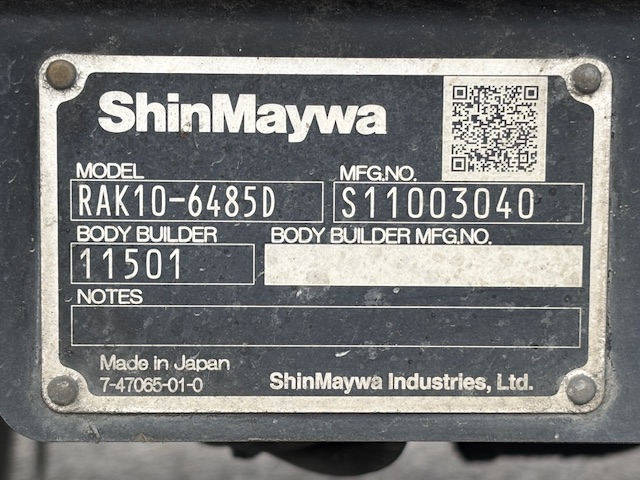 ShinMaywa
MODEL MFG.NO.
RAK10-6485D S11003040
BODY BUILDER BODY BUILDER MFG.NO.
11501
NOTES
Made in Japan
7-47065-01-0 ShinMaywa Industries, Ltd.